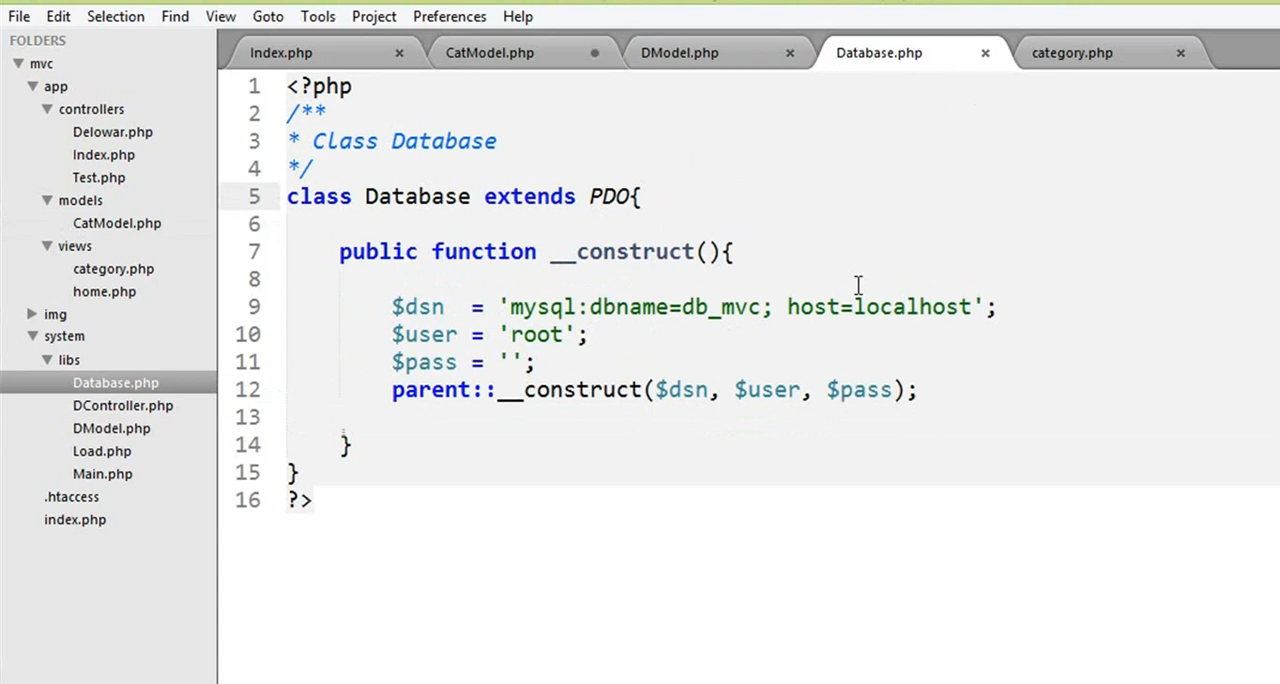 File Edit Selection Find View Goto Tools Project Preferences Help
FOLDERS
mvc
app
controllers
Delowar.php
Index.php
Test.php
models
CatModel.php
views
category.php
home.php
img
system
libs
Database.php
DController.php
DModel.php
Load.php
Main.php
.htaccess
index.php
Index.php × CatModel.php DModel.php × Database.php × category.php ×
1 <?php
2 /**
3 * Class Database
4 */
5 class Database extends PDO{
6
7 public function __construct(){
8
9 $dsn = 'mysql:dbname=db_mvc; host=localhost';
10 $user = 'root';
11 $pass = '';
12 parent::__construct($dsn, $user, $pass);
13
14 }
15 }
16 ?>